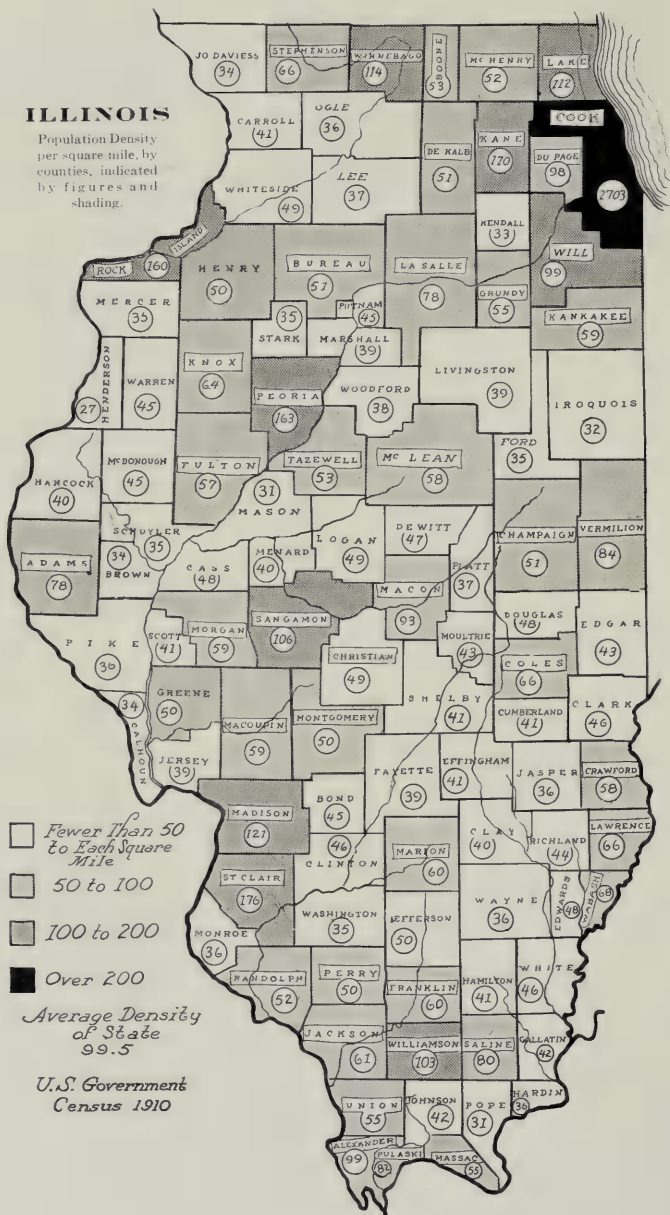 ILLINOIS
Population Density
per square mile, by
counties, indicated
by figures and
shading.
JO DAVIESS
34
STEPHENSON
66
WINNEBAGO
114
BOONE
53
McHENRY
52
LAKE
112
CARROLL
41
OGLE
36
DE KALB
51
KANE
170
COOK
2703
DU PAGE
98
WHITESIDE
49
LEE
37
KENDALL
33
WILL
99
ROCK ISLAND
160
HENRY
50
BUREAU
51
LA SALLE
78
GRUNDY
55
KANKAKEE
59
MERCER
35
STARK
35
PUTNAM
45
MARSHALL
39
HENDERSON
27
WARREN
45
KNOX
64
PEORIA
163
WOODFORD
38
LIVINGSTON
39
IROQUOIS
32
FORD
35
HANCOCK
40
McDONOUGH
45
FULTON
57
TAZEWELL
53
McLEAN
58
MASON
31
SCHUYLER
35
LOGAN
49
DEWITT
47
CHAMPAIGN
51
VERMILION
84
ADAMS
78
BROWN
34
CASS
48
MENARD
40
PIATT
37
MACON
93
PIKE
36
SCOTT
41
MORGAN
59
SANGAMON
106
CHRISTIAN
49
MOULTRIE
43
DOUGLAS
48
EDGAR
43
COLES
66
CALHOUN
34
GREENE
50
MACOUPIN
59
MONTGOMERY
50
SHELBY
41
CUMBERLAND
41
CLARK
46
JERSEY
39
FAYETTE
39
EFFINGHAM
41
JASPER
36
CRAWFORD
58
MADISON
121
BOND
45
CLAY
40
RICHLAND
44
LAWRENCE
66
ST CLAIR
176
CLINTON
46
MARION
60
WAYNE
36
EDWARDS
48
WABASH
68
MONROE
36
WASHINGTON
35
JEFFERSON
50
RANDOLPH
52
PERRY
50
FRANKLIN
60
HAMILTON
41
WHITE
46
JACKSON
61
WILLIAMSON
103
SALINE
80
GALLATIN
42
UNION
55
JOHNSON
42
POPE
31
HARDIN
36
ALEXANDER
99
PULASKI
82
MASSAC
55
Fewer Than 50
to Each Square
Mile
50 to 100
100 to 200
Over 200
Average Density
of State
99.5
U.S. Government
Census 1910